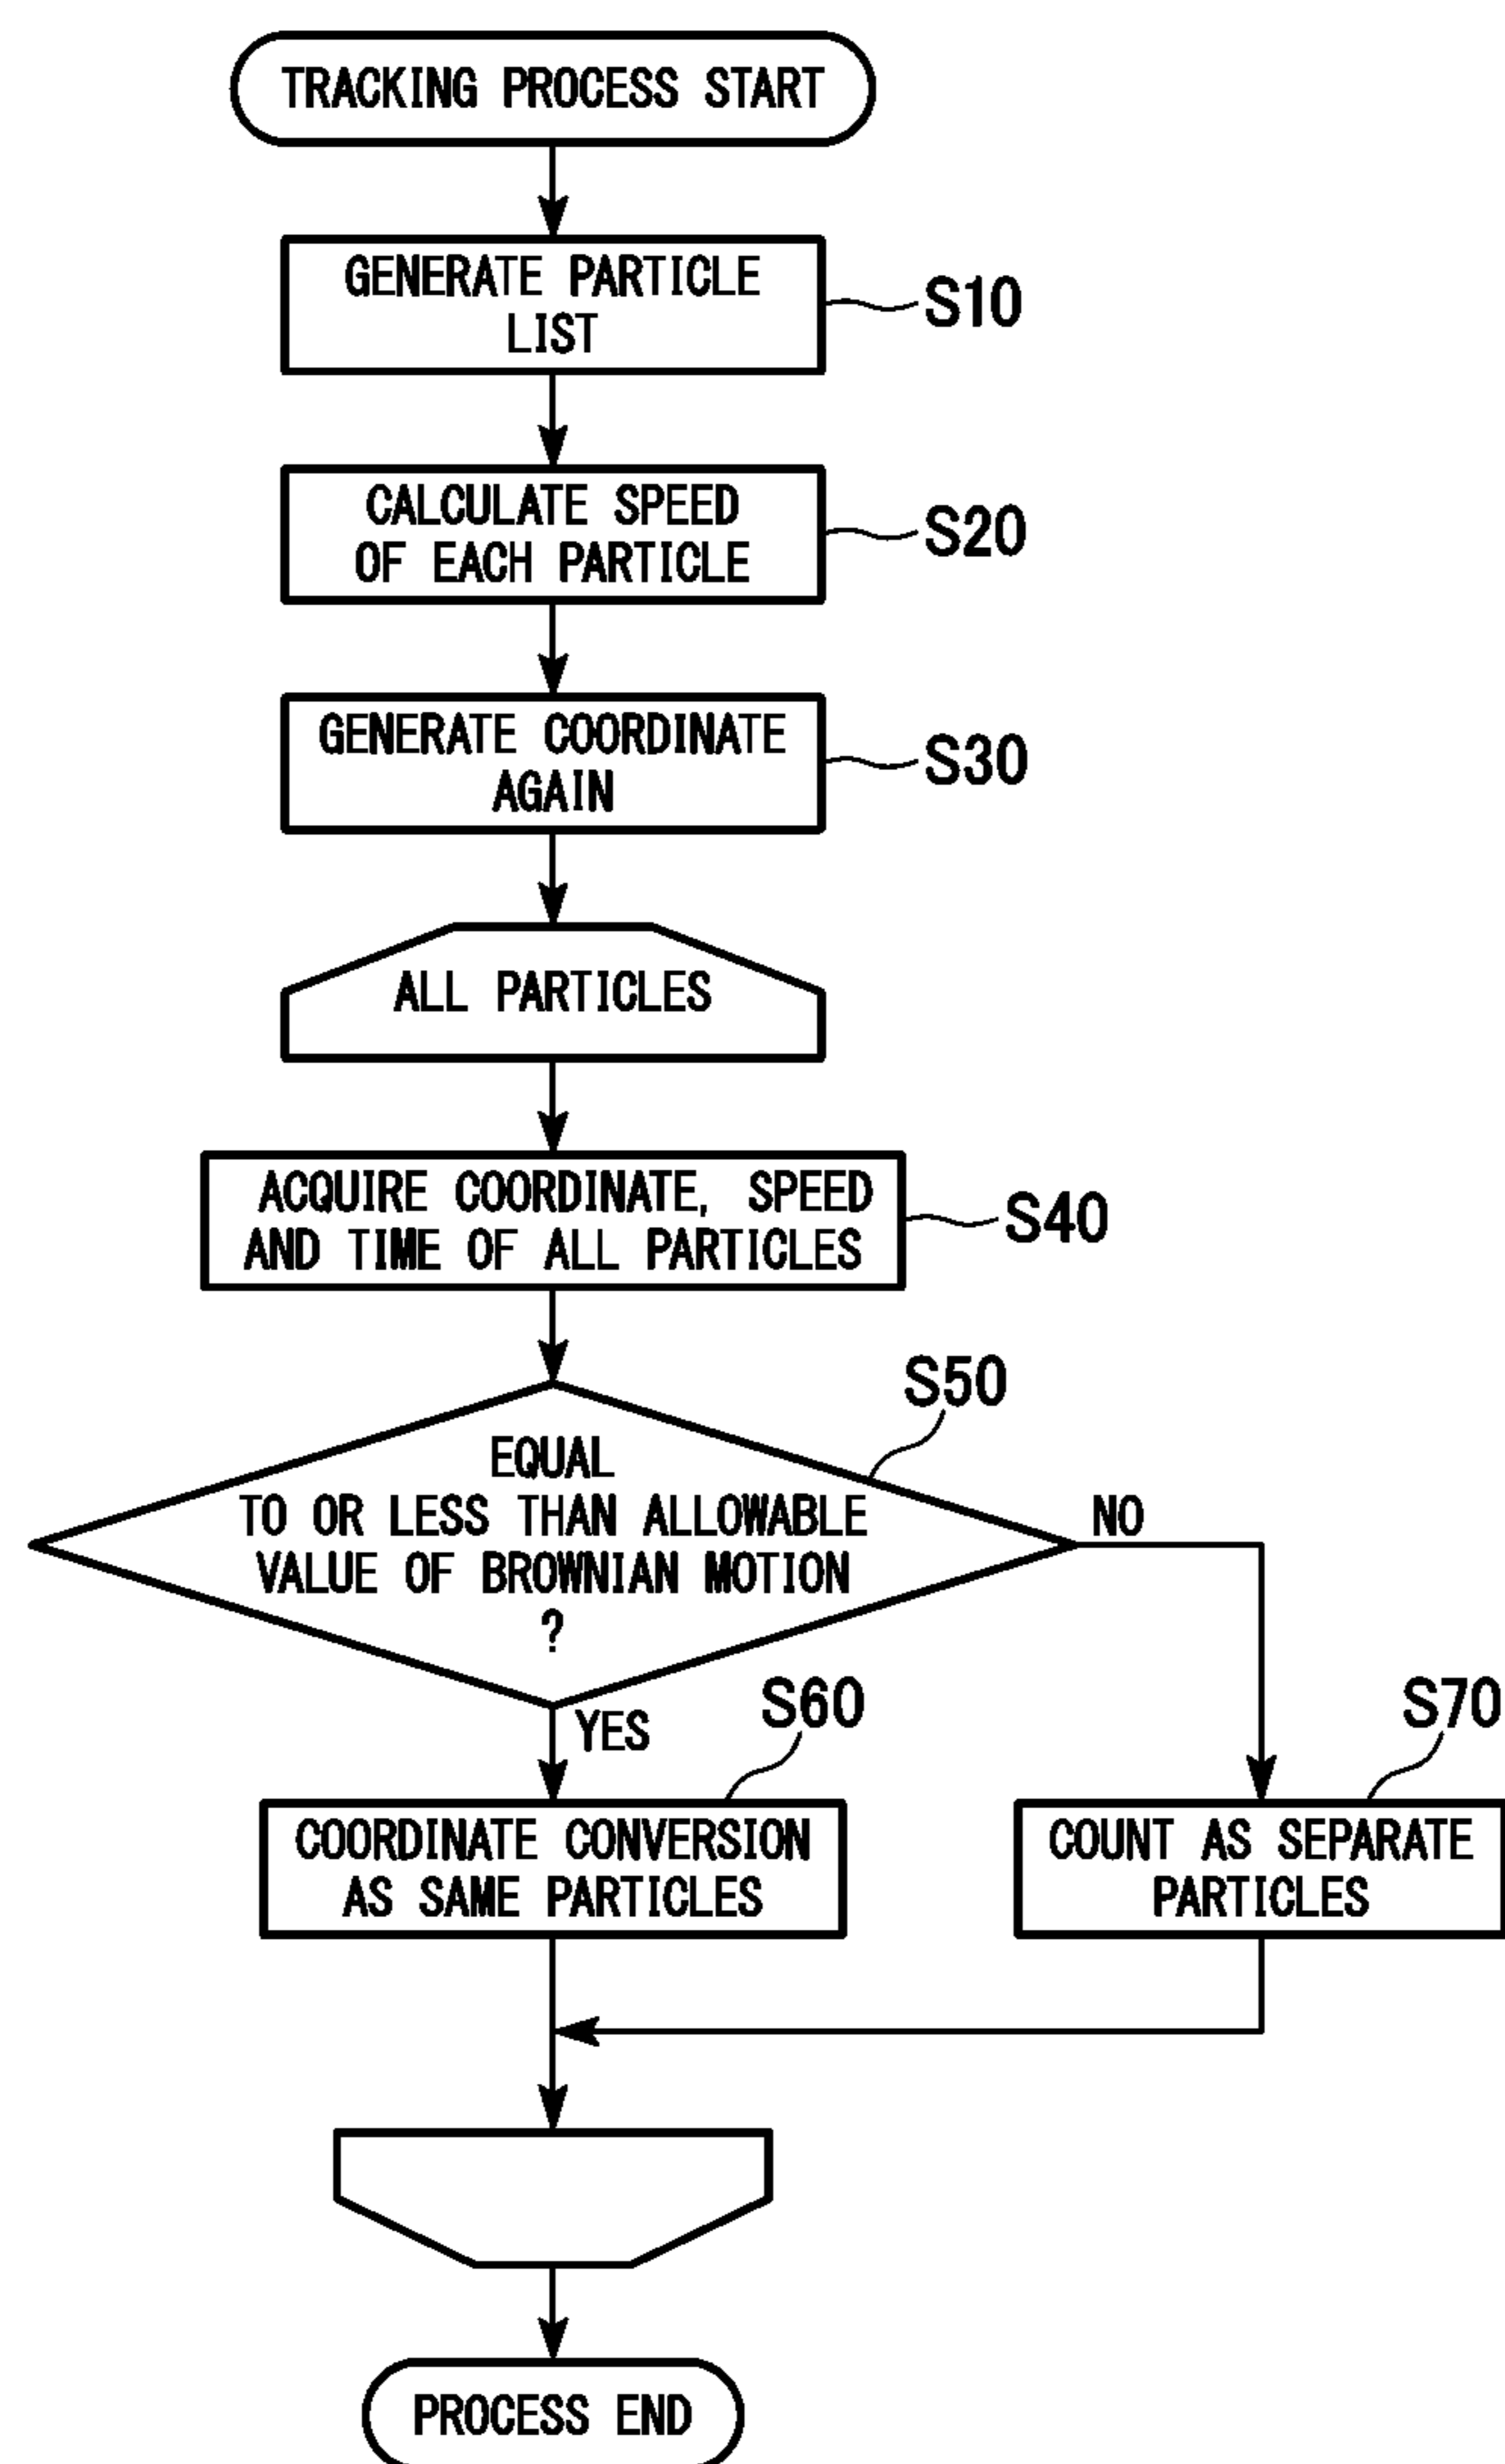 TRACKING PROCESS START
GENERATE PARTICLE
LIST
S10
CALCULATE SPEED
OF EACH PARTICLE
S20
GENERATE COORDINATE
AGAIN
S30
ALL PARTICLES
ACQUIRE COORDINATE, SPEED
AND TIME OF ALL PARTICLES
S40
S50
EQUAL
TO OR LESS THAN ALLOWABLE
VALUE OF BROWNIAN MOTION
?
NO
YES
S60
S70
COORDINATE CONVERSION
AS SAME PARTICLES
COUNT AS SEPARATE
PARTICLES
PROCESS END